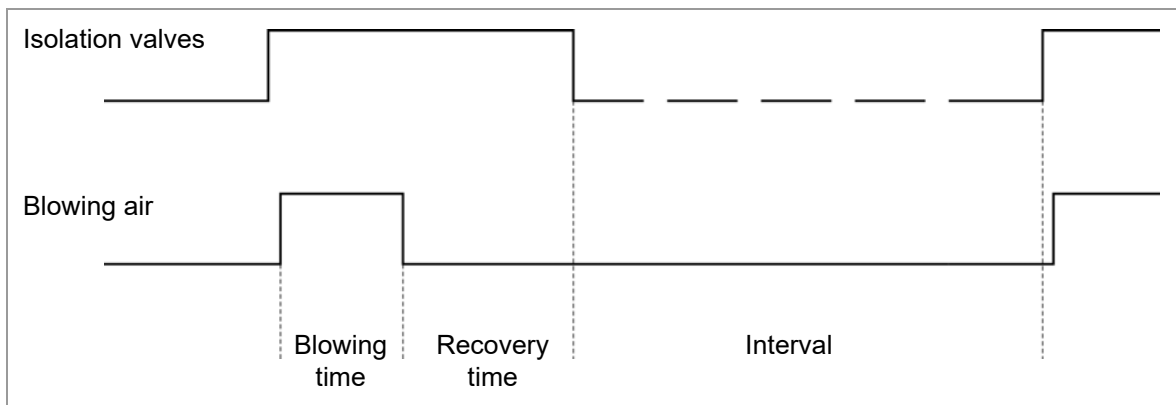 Isolation valves
Blowing air
Blowing
time
Recovery
time
Interval